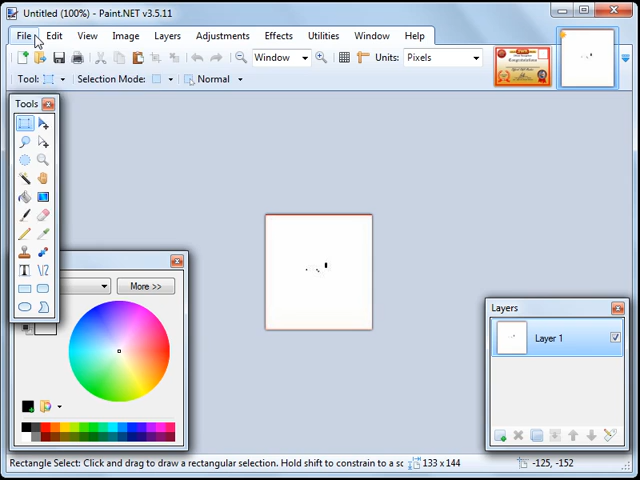 Untitled (100%) - Paint.NET v3.5.11
File Edit View Image Layers Adjustments Effects Utilities Window Help
Window Units: Pixels
Tool: Selection Mode: Normal
Tools
More >>
Layers
Layer 1
Rectangle Select: Click and drag to draw a rectangular selection. Hold shift to constrain to a sc 133 x 144 -125, -152